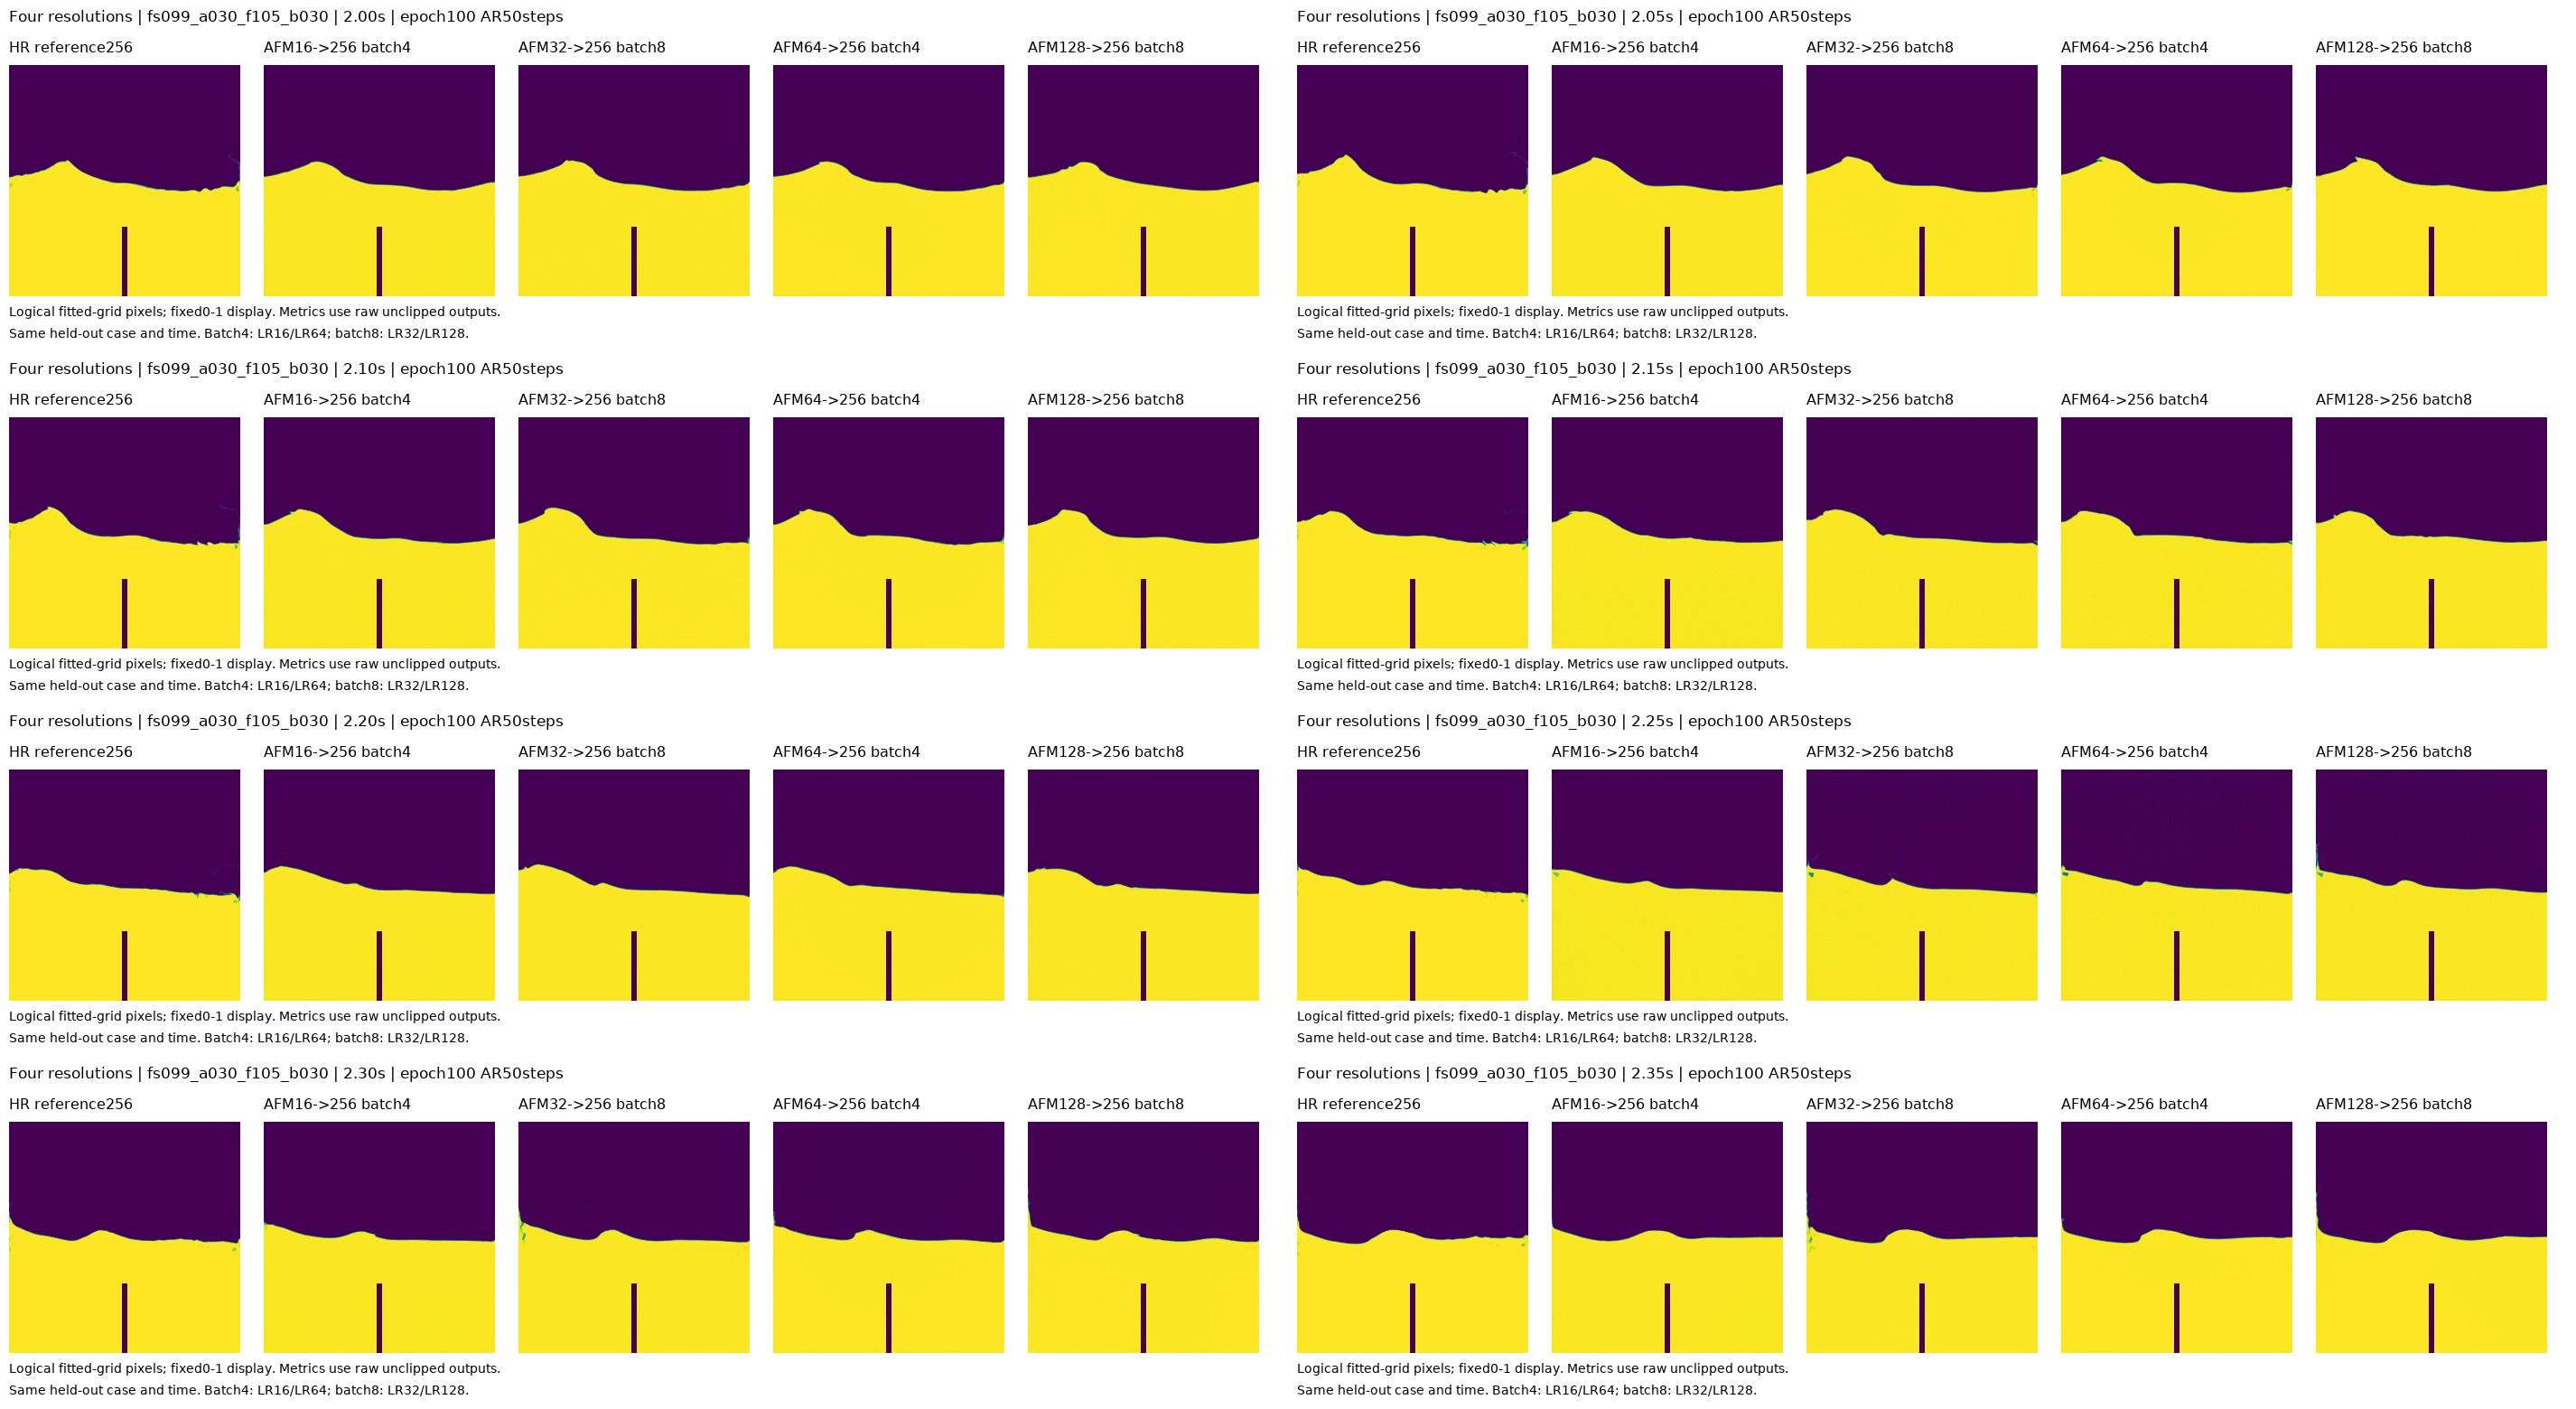 Four resolutions | fs099_a030_f105_b030 | 2.00s | epoch100 AR50steps
HR reference256 AFM16->256 batch4 AFM32->256 batch8 AFM64->256 batch4 AFM128->256 batch8
Logical fitted-grid pixels; fixed0-1 display. Metrics use raw unclipped outputs.
Same held-out case and time. Batch4: LR16/LR64; batch8: LR32/LR128.
Four resolutions | fs099_a030_f105_b030 | 2.05s | epoch100 AR50steps
HR reference256 AFM16->256 batch4 AFM32->256 batch8 AFM64->256 batch4 AFM128->256 batch8
Logical fitted-grid pixels; fixed0-1 display. Metrics use raw unclipped outputs.
Same held-out case and time. Batch4: LR16/LR64; batch8: LR32/LR128.
Four resolutions | fs099_a030_f105_b030 | 2.10s | epoch100 AR50steps
HR reference256 AFM16->256 batch4 AFM32->256 batch8 AFM64->256 batch4 AFM128->256 batch8
Logical fitted-grid pixels; fixed0-1 display. Metrics use raw unclipped outputs.
Same held-out case and time. Batch4: LR16/LR64; batch8: LR32/LR128.
Four resolutions | fs099_a030_f105_b030 | 2.15s | epoch100 AR50steps
HR reference256 AFM16->256 batch4 AFM32->256 batch8 AFM64->256 batch4 AFM128->256 batch8
Logical fitted-grid pixels; fixed0-1 display. Metrics use raw unclipped outputs.
Same held-out case and time. Batch4: LR16/LR64; batch8: LR32/LR128.
Four resolutions | fs099_a030_f105_b030 | 2.20s | epoch100 AR50steps
HR reference256 AFM16->256 batch4 AFM32->256 batch8 AFM64->256 batch4 AFM128->256 batch8
Logical fitted-grid pixels; fixed0-1 display. Metrics use raw unclipped outputs.
Same held-out case and time. Batch4: LR16/LR64; batch8: LR32/LR128.
Four resolutions | fs099_a030_f105_b030 | 2.25s | epoch100 AR50steps
HR reference256 AFM16->256 batch4 AFM32->256 batch8 AFM64->256 batch4 AFM128->256 batch8
Logical fitted-grid pixels; fixed0-1 display. Metrics use raw unclipped outputs.
Same held-out case and time. Batch4: LR16/LR64; batch8: LR32/LR128.
Four resolutions | fs099_a030_f105_b030 | 2.30s | epoch100 AR50steps
HR reference256 AFM16->256 batch4 AFM32->256 batch8 AFM64->256 batch4 AFM128->256 batch8
Logical fitted-grid pixels; fixed0-1 display. Metrics use raw unclipped outputs.
Same held-out case and time. Batch4: LR16/LR64; batch8: LR32/LR128.
Four resolutions | fs099_a030_f105_b030 | 2.35s | epoch100 AR50steps
HR reference256 AFM16->256 batch4 AFM32->256 batch8 AFM64->256 batch4 AFM128->256 batch8
Logical fitted-grid pixels; fixed0-1 display. Metrics use raw unclipped outputs.
Same held-out case and time. Batch4: LR16/LR64; batch8: LR32/LR128.